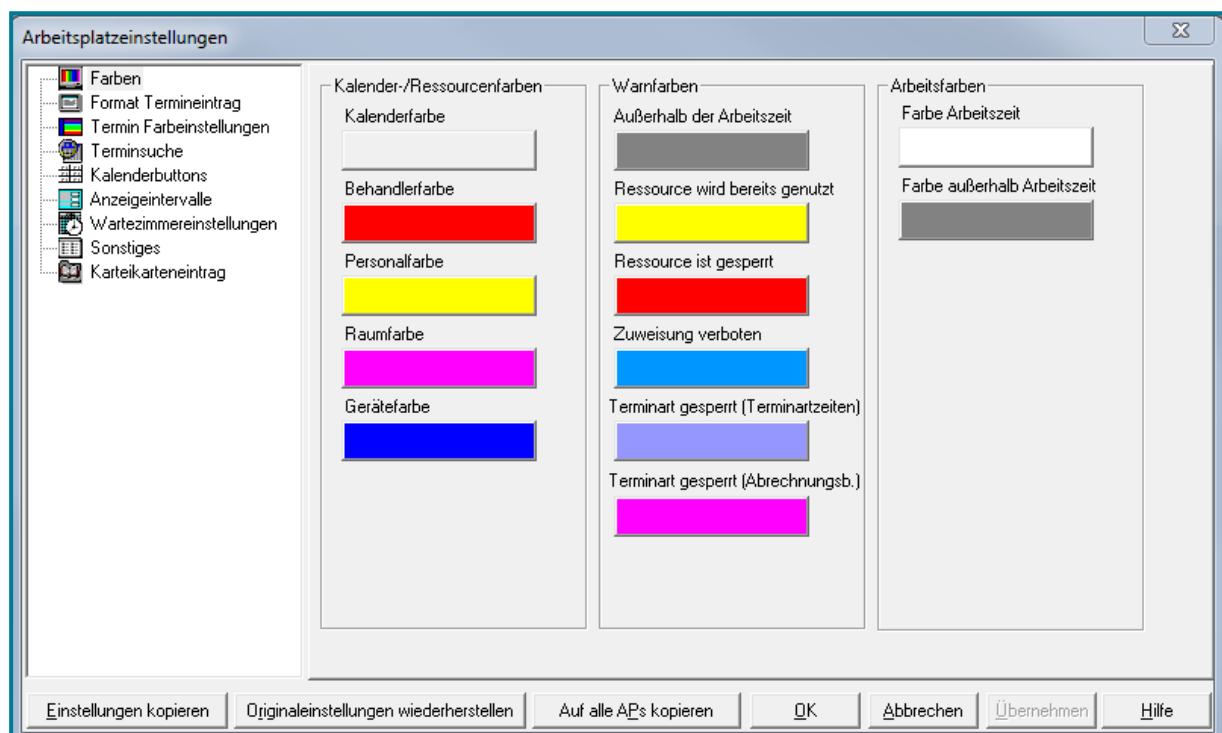 Arbeitsplatzeinstellungen
Farben
Format Termineintrag
Termin Farbeinstellungen
Terminsuche
Kalenderbuttons
Anzeigeintervalle
Wartezimmereinstellungen
Sonstiges
Karteikarteneintrag
Kalender-/Ressourcenfarben
Kalenderfarbe
Behandlerfarbe
Personalfarbe
Raumfarbe
Gerätefarbe
Warnfarben
Außerhalb der Arbeitszeit
Ressource wird bereits genutzt
Ressource ist gesperrt
Zuweisung verboten
Terminart gesperrt (Terminartzeiten)
Terminart gesperrt (Abrechnungsb.)
Arbeitsfarben
Farbe Arbeitszeit
Farbe außerhalb Arbeitszeit
Einstellungen kopieren
Originaleinstellungen wiederherstellen
Auf alle APs kopieren
OK
Abbrechen
Übernehmen
Hilfe